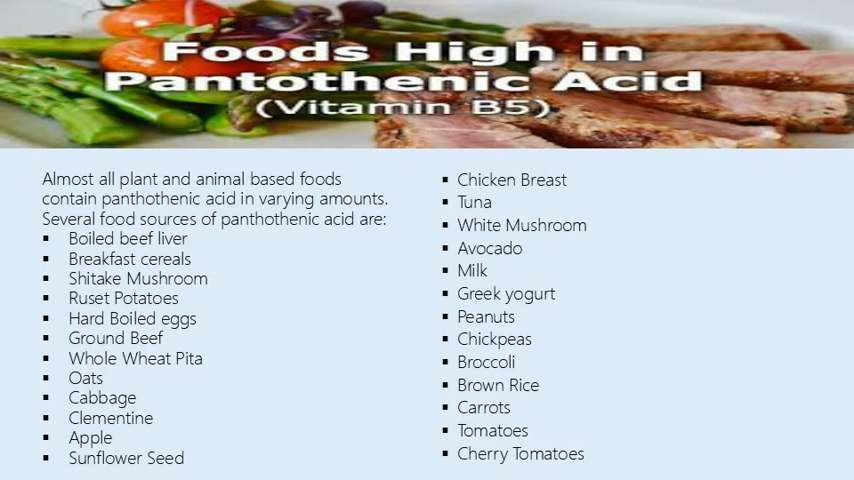 Foods High in
Pantothenic Acid
(Vitamin B5)
Almost all plant and animal based foods
contain panthothenic acid in varying amounts.
Several food sources of panthothenic acid are:
▪ Boiled beef liver
▪ Breakfast cereals
▪ Shitake Mushroom
▪ Ruset Potatoes
▪ Hard Boiled eggs
▪ Ground Beef
▪ Whole Wheat Pita
▪ Oats
▪ Cabbage
▪ Clementine
▪ Apple
▪ Sunflower Seed
▪ Chicken Breast
▪ Tuna
▪ White Mushroom
▪ Avocado
▪ Milk
▪ Greek yogurt
▪ Peanuts
▪ Chickpeas
▪ Broccoli
▪ Brown Rice
▪ Carrots
▪ Tomatoes
▪ Cherry Tomatoes